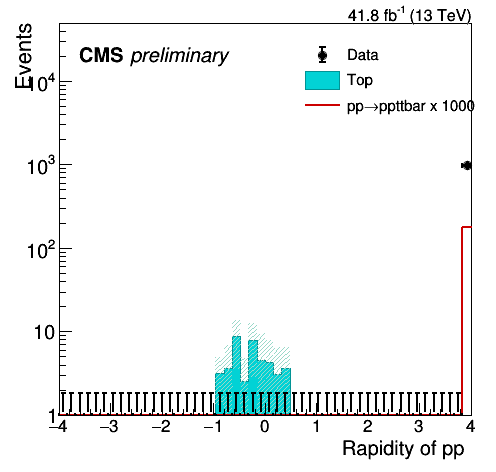 41.8 fb⁻¹ (13 TeV)
Events
CMS preliminary
Data
Top
pp→ppttbar x 1000
10⁴
10³
10²
10
1
−4 −3 −2 −1 0 1 2 3 4
Rapidity of pp